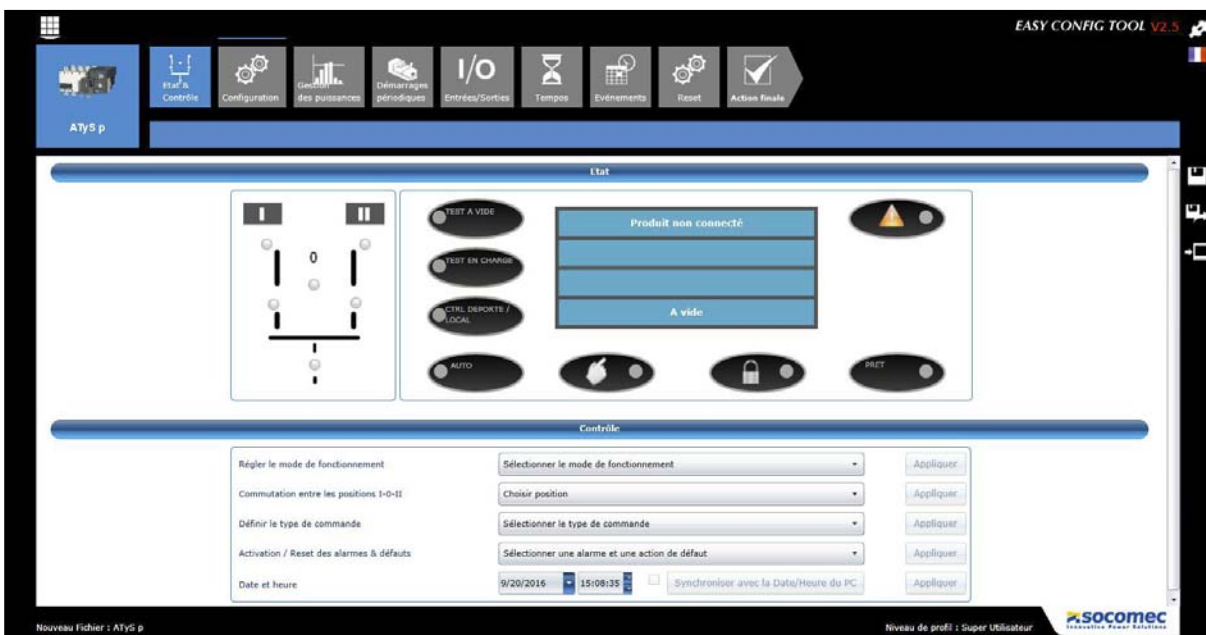 EASY CONFIG TOOL V2.5
ATyS p
Etat & Contrôle
Configuration
Gestion des puissances
Démarrages périodiques
I/O
Entrées/Sorties
Tempos
Evénements
Reset
Action finale
Etat
I
II
0
TEST A VIDE
TEST EN CHARGE
CTRL DEPORTE / LOCAL
AUTO
Produit non connecté
A vide
PRET
Contrôle
Régler le mode de fonctionnement
Sélectionner le mode de fonctionnement
Appliquer
Commutation entre les positions I-0-II
Choisir position
Appliquer
Définir le type de commande
Sélectionner le type de commande
Appliquer
Activation / Reset des alarmes & défauts
Sélectionner une alarme et une action de défaut
Appliquer
Date et heure
9/20/2016
15:08:35
Synchroniser avec la Date/Heure du PC
Appliquer
Nouveau Fichier : ATyS p
Niveau de profil : Super Utilisateur
socomec
Innovative Power Solutions